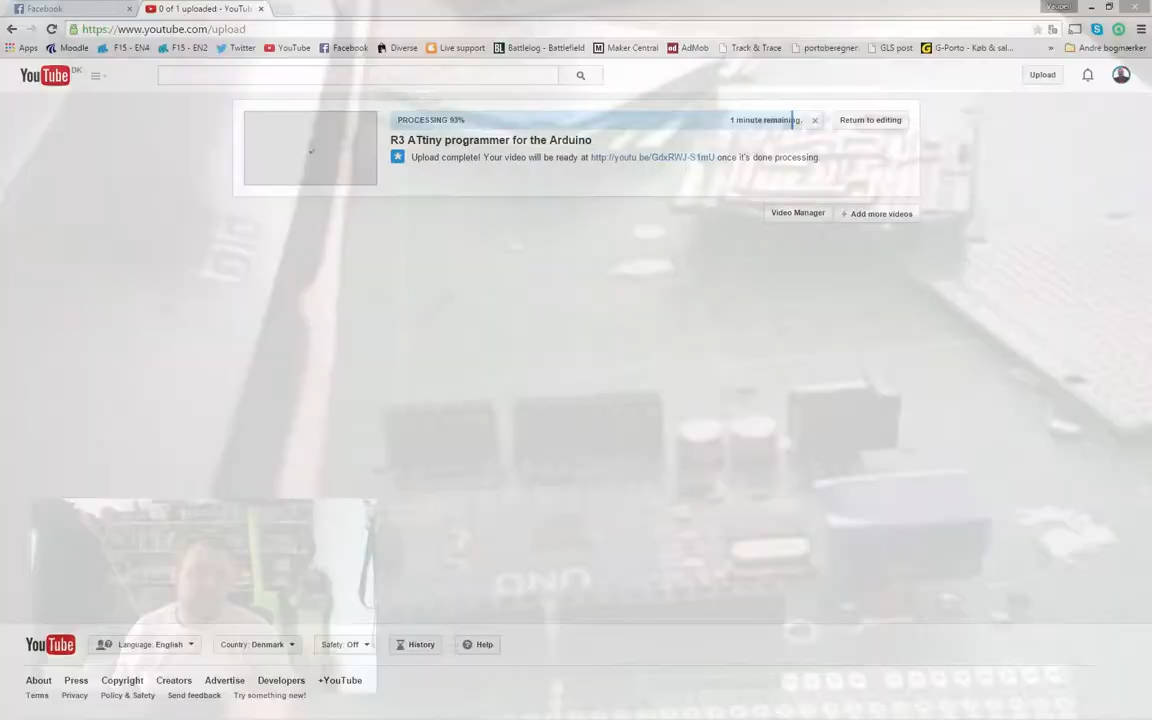 Facebook
0 of 1 uploaded - YouTub
Vaupell
https://www.youtube.com/upload
Apps Moodle F15 - EN4 F15 - EN2 Twitter YouTube Facebook Diverse Live support Battlelog - Battlefield Maker Central AdMob Track & Trace portoberegner GLS post G-Porto - Køb & sal... » Andre bogmærker
YouTube DK
Upload
PROCESSING 93% 1 minute remaining. Return to editing
R3 ATtiny programmer for the Arduino
Upload complete! Your video will be ready at http://youtu.be/GdxRWJ-S1mU once it's done processing.
Video Manager + Add more videos
UNO
YouTube Language: English Country: Denmark Safety: Off History Help
About Press Copyright Creators Advertise Developers +YouTube
Terms Privacy Policy & Safety Send feedback Try something new!